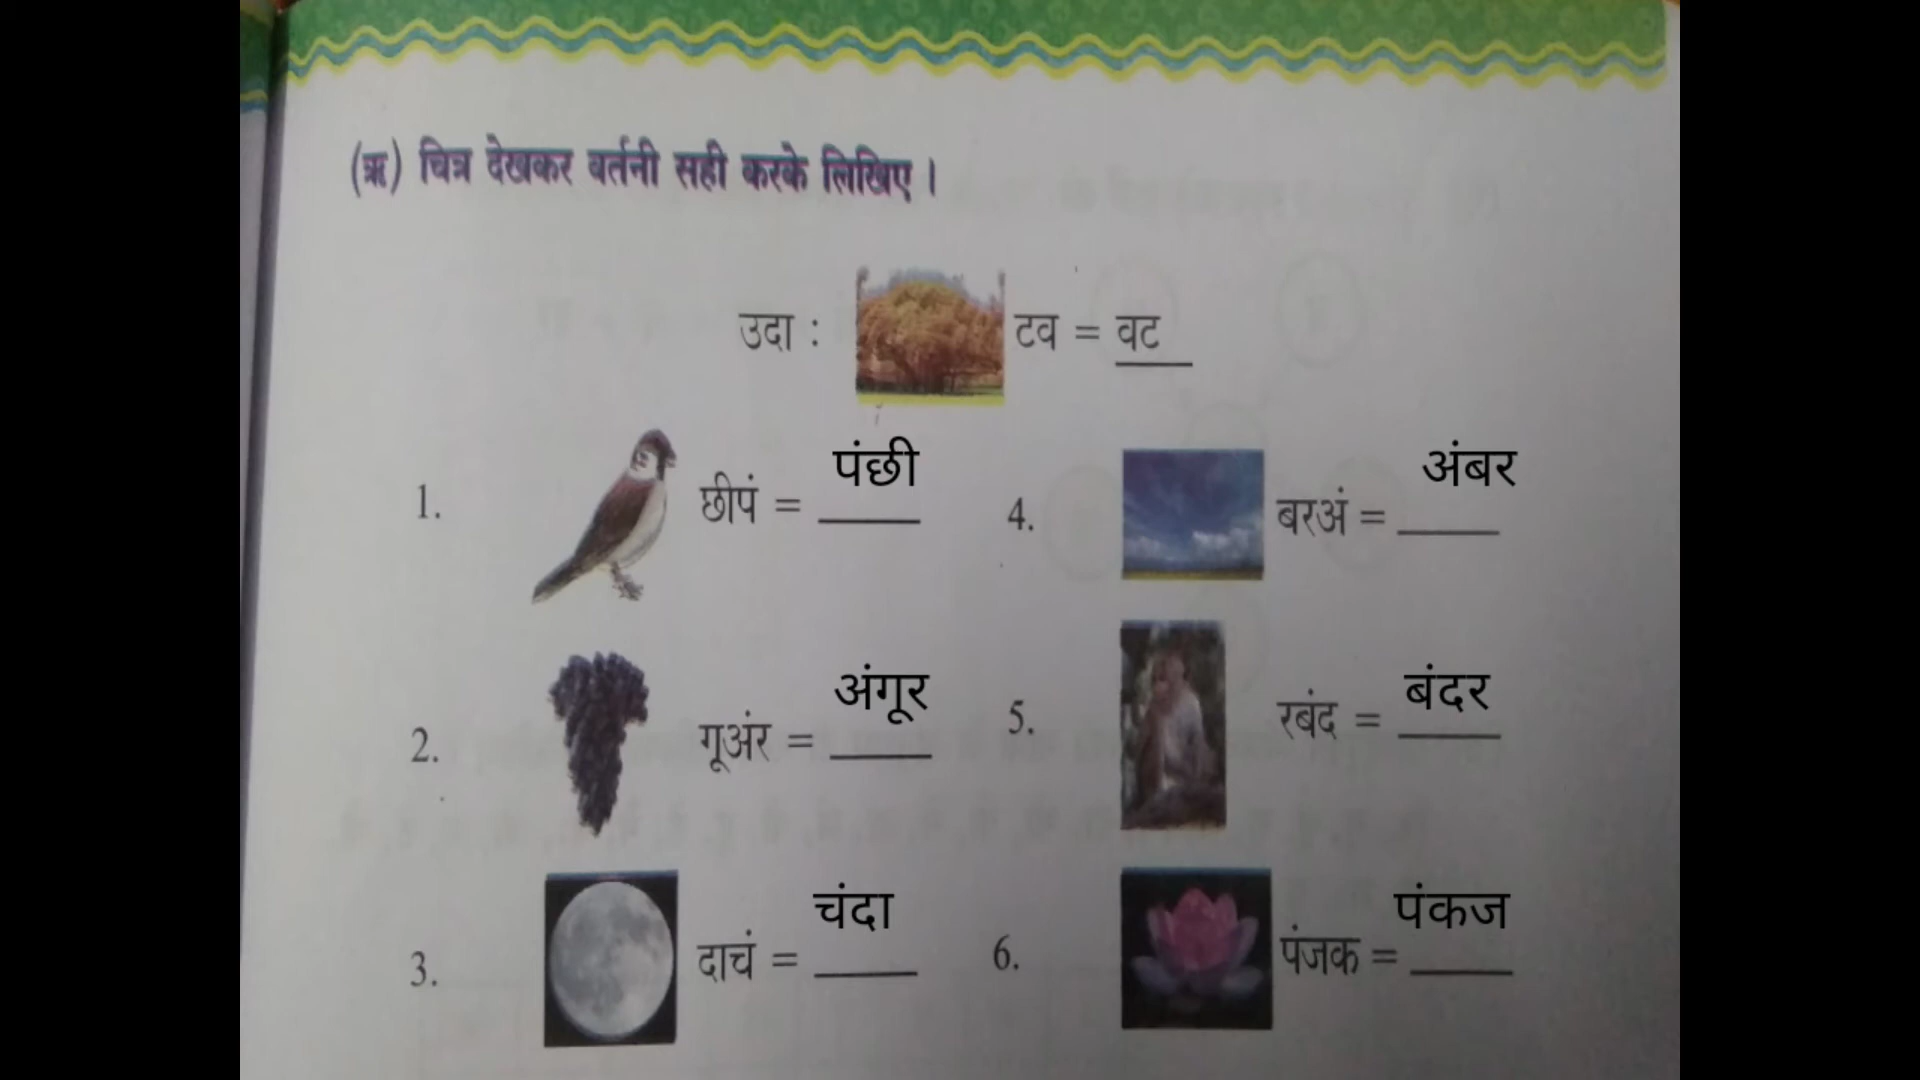 (ऋ) चित्र देखकर वर्तनी सही करके लिखिए ।
उदा : टव = वट
1. छीपं = पंछी
4. बरअं = अंबर
2. गूअंर = अंगूर
5. रबंद = बंदर
3. दाचं = चंदा
6. पंजक = पंकज